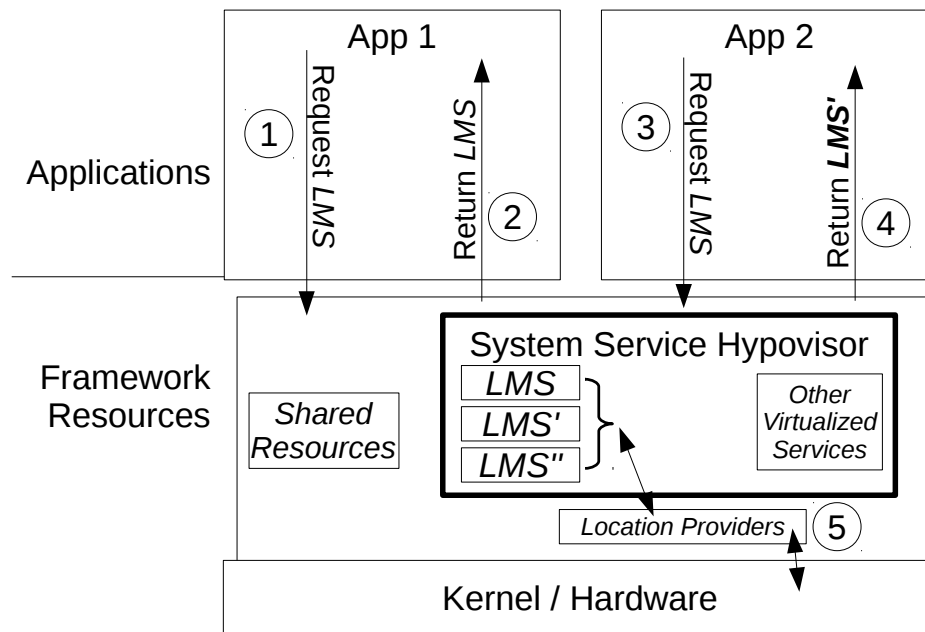 App 1
App 2
1
Request LMS
2
Return LMS
3
Request LMS
4
Return LMS'
Applications
Framework
Resources
Shared
Resources
System Service Hypovisor
LMS
LMS'
LMS"
Other
Virtualized
Services
Location Providers
5
Kernel / Hardware